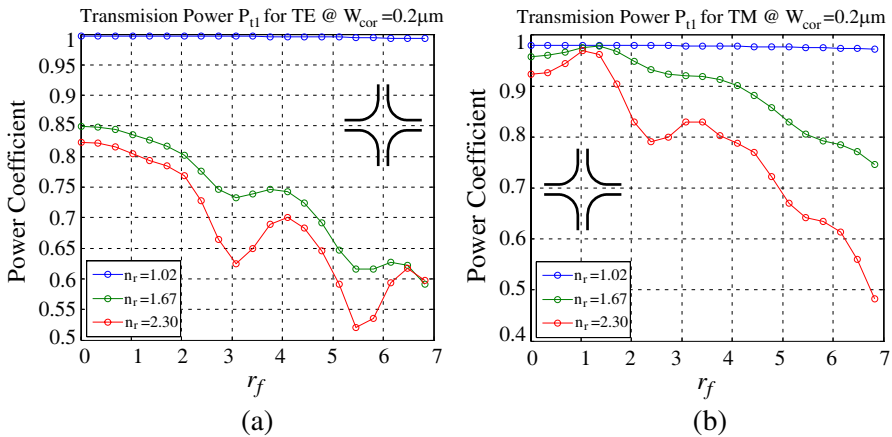 Transmision Power P_t1 for TE @ W_cor=0.2μm
Power Coefficient
1
0.95
0.9
0.85
0.8
0.75
0.7
0.65
0.6
0.55
0.5
n_r=1.02
n_r=1.67
n_r=2.30
0 1 2 3 4 5 6 7
r_f
(a)
Transmission Power P_t1 for TM @ W_cor=0.2μm
Power Coefficient
1
0.9
0.8
0.7
0.6
0.5
0.4
n_r=1.02
n_r=1.67
n_r=2.30
0 1 2 3 4 5 6 7
r_f
(b)